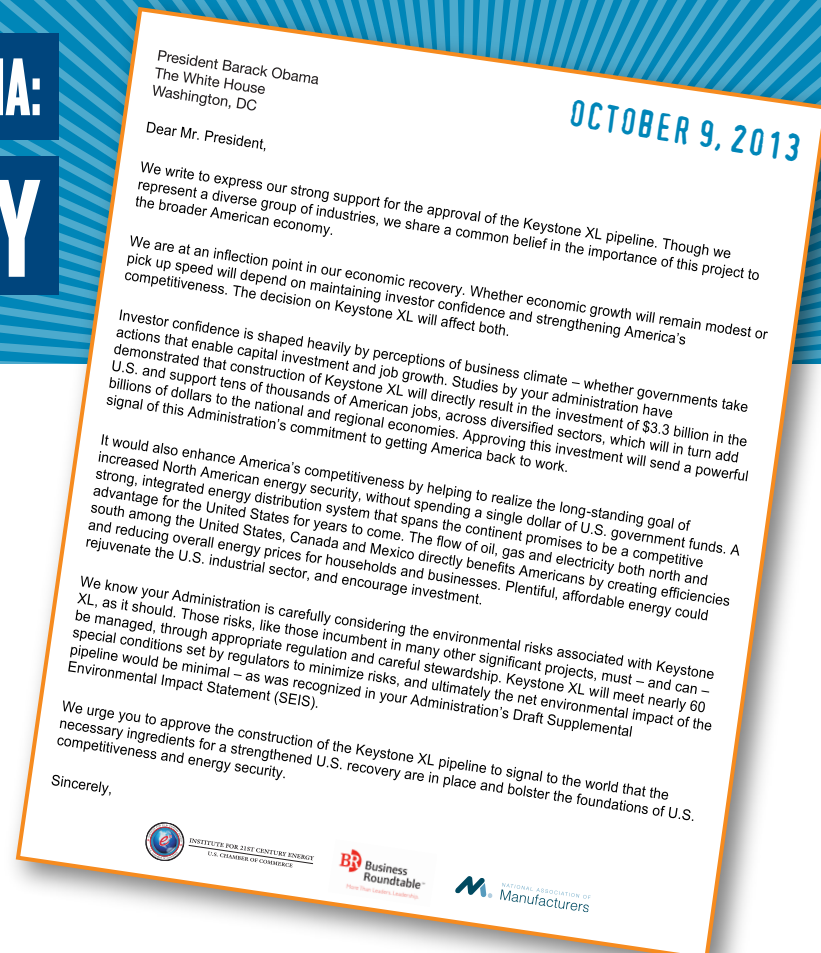 MA:
Y
President Barack Obama
The White House
Washington, DC
OCTOBER 9, 2013
Dear Mr. President,
We write to express our strong support for the approval of the Keystone XL pipeline. Though we
represent a diverse group of industries, we share a common belief in the importance of this project to
the broader American economy.
We are at an inflection point in our economic recovery. Whether economic growth will remain modest or
pick up speed will depend on maintaining investor confidence and strengthening America's
competitiveness. The decision on Keystone XL will affect both.
Investor confidence is shaped heavily by perceptions of business climate – whether governments take
actions that enable capital investment and job growth. Studies by your administration have
demonstrated that construction of Keystone XL will directly result in the investment of $3.3 billion in the
U.S. and support tens of thousands of American jobs, across diversified sectors, which will in turn add
billions of dollars to the national and regional economies. Approving this investment will send a powerful
signal of this Administration's commitment to getting America back to work.
It would also enhance America's competitiveness by helping to realize the long-standing goal of
increased North American energy security, without spending a single dollar of U.S. government funds. A
strong, integrated energy distribution system that spans the continent promises to be a competitive
advantage for the United States for years to come. The flow of oil, gas and electricity both north and
south among the United States, Canada and Mexico directly benefits Americans by creating efficiencies
and reducing overall energy prices for households and businesses. Plentiful, affordable energy could
rejuvenate the U.S. industrial sector, and encourage investment.
We know your Administration is carefully considering the environmental risks associated with Keystone
XL, as it should. Those risks, like those incumbent in many other significant projects, must – and can –
be managed, through appropriate regulation and careful stewardship. Keystone XL will meet nearly 60
special conditions set by regulators to minimize risks, and ultimately the net environmental impact of the
pipeline would be minimal – as was recognized in your Administration's Draft Supplemental
Environmental Impact Statement (SEIS).
We urge you to approve the construction of the Keystone XL pipeline to signal to the world that the
necessary ingredients for a strengthened U.S. recovery are in place and bolster the foundations of U.S.
competitiveness and energy security.
Sincerely,
INSTITUTE FOR 21ST CENTURY ENERGY
U.S. CHAMBER OF COMMERCE
BR Business
Roundtable™
More Than Leaders. Leadership.
NATIONAL ASSOCIATION OF
Manufacturers